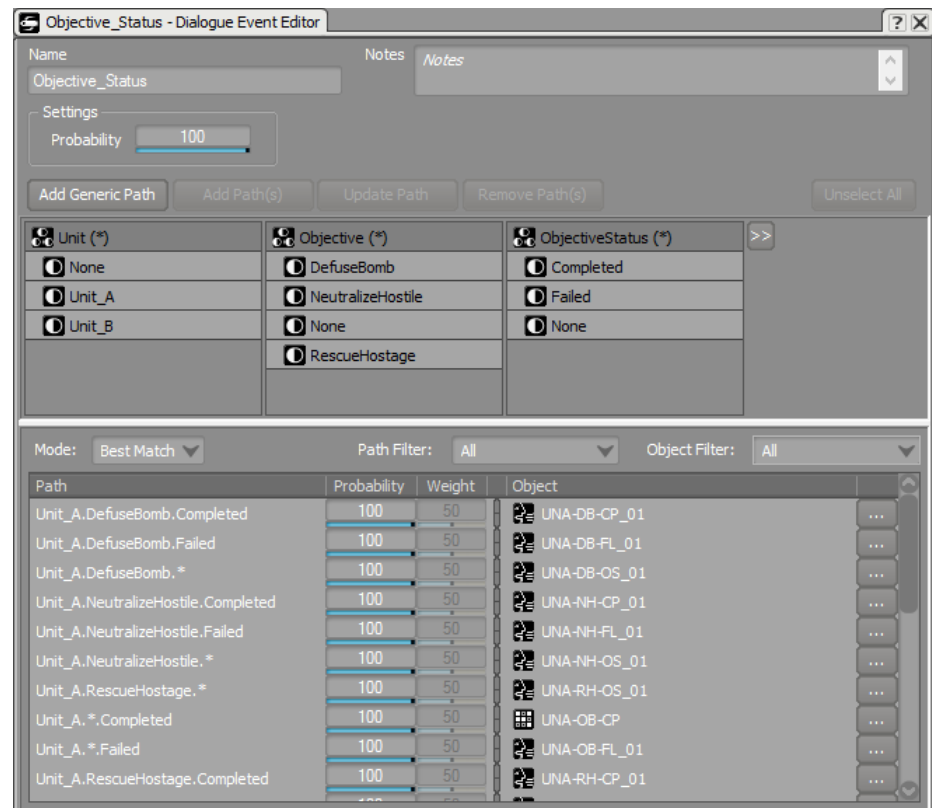 Objective_Status - Dialogue Event Editor ? X
Name Notes Notes
Objective_Status
Settings
Probability 100
Add Generic Path Add Path(s) Update Path Remove Path(s) Unselect All
Unit (*) Objective (*) ObjectiveStatus (*) >>
None DefuseBomb Completed
Unit_A NeutralizeHostile Failed
Unit_B None None
RescueHostage
Mode: Best Match Path Filter: All Object Filter: All
Path Probability Weight Object
Unit_A.DefuseBomb.Completed 100 50 UNA-DB-CP_01 ...
Unit_A.DefuseBomb.Failed 100 50 UNA-DB-FL_01 ...
Unit_A.DefuseBomb.* 100 50 UNA-DB-OS_01 ...
Unit_A.NeutralizeHostile.Completed 100 50 UNA-NH-CP_01 ...
Unit_A.NeutralizeHostile.Failed 100 50 UNA-NH-FL_01 ...
Unit_A.NeutralizeHostile.* 100 50 UNA-NH-OS_01 ...
Unit_A.RescueHostage.* 100 50 UNA-RH-OS_01 ...
Unit_A.*.Completed 100 50 UNA-OB-CP ...
Unit_A.*.Failed 100 50 UNA-OB-FL_01 ...
Unit_A.RescueHostage.Completed 100 50 UNA-RH-CP_01 ...